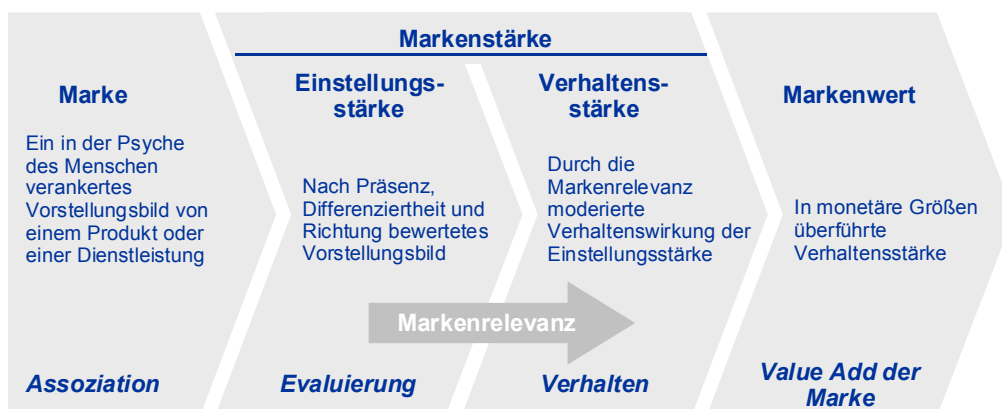 Markenstärke
Marke
Ein in der Psyche
des Menschen
verankertes
Vorstellungsbild von
einem Produkt oder
einer Dienstleistung
Assoziation
Einstellungs-
stärke
Nach Präsenz,
Differenziertheit und
Richtung bewertetes
Vorstellungsbild
Evaluierung
Verhaltens-
stärke
Durch die
Markenrelevanz
moderierte
Verhaltenswirkung der
Einstellungsstärke
Verhalten
Markenrelevanz
Markenwert
In monetäre Größen
überführte
Verhaltensstärke
Value Add der
Marke